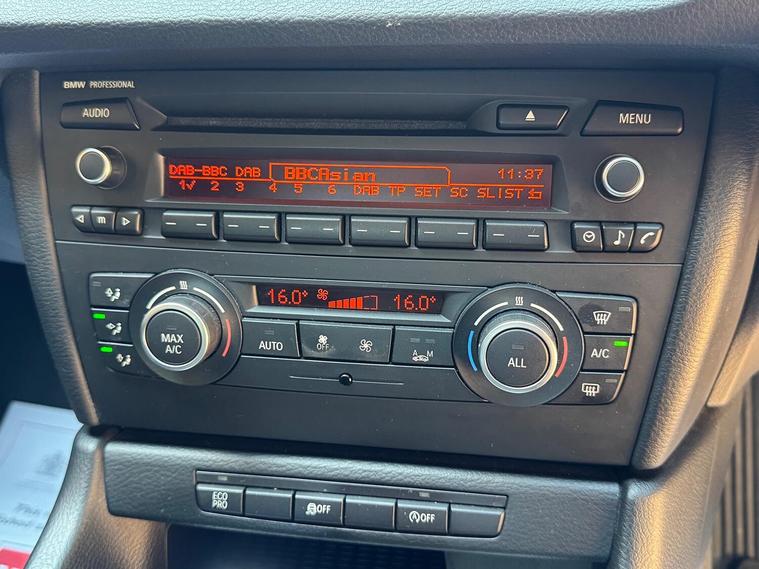 BMW PROFESSIONAL
AUDIO
MENU
DAB-BBC DAB BBCAsian 11:37
1✓ 2 3 4 5 6 DAB TP SET SC SLIST
m
16.0° 16.0°
MAX A/C
AUTO
OFF
A M
ALL
A/C
ECO PRO
OFF
OFF